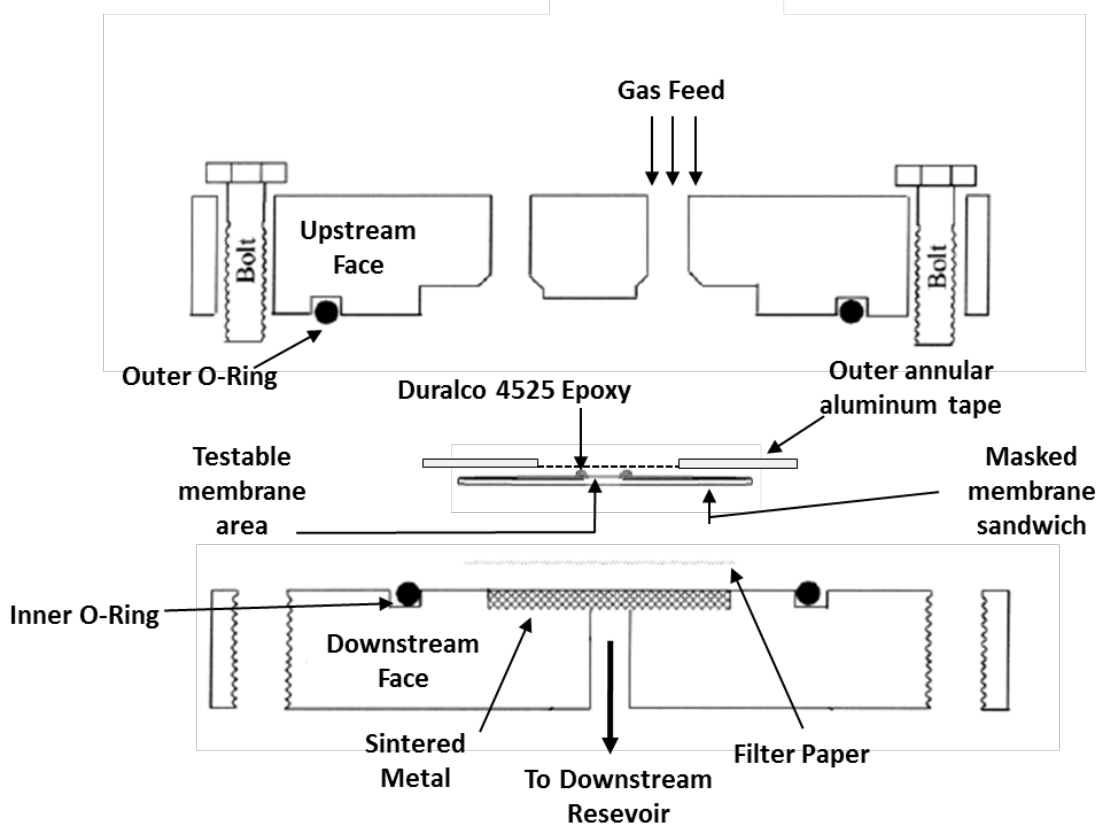 Gas Feed
Upstream
Face
Bolt
Bolt
Outer O-Ring
Duralco 4525 Epoxy
Outer annular
aluminum tape
Testable
membrane
area
Masked
membrane
sandwich
Inner O-Ring
Downstream
Face
Sintered
Metal
Filter Paper
To Downstream
Resevoir